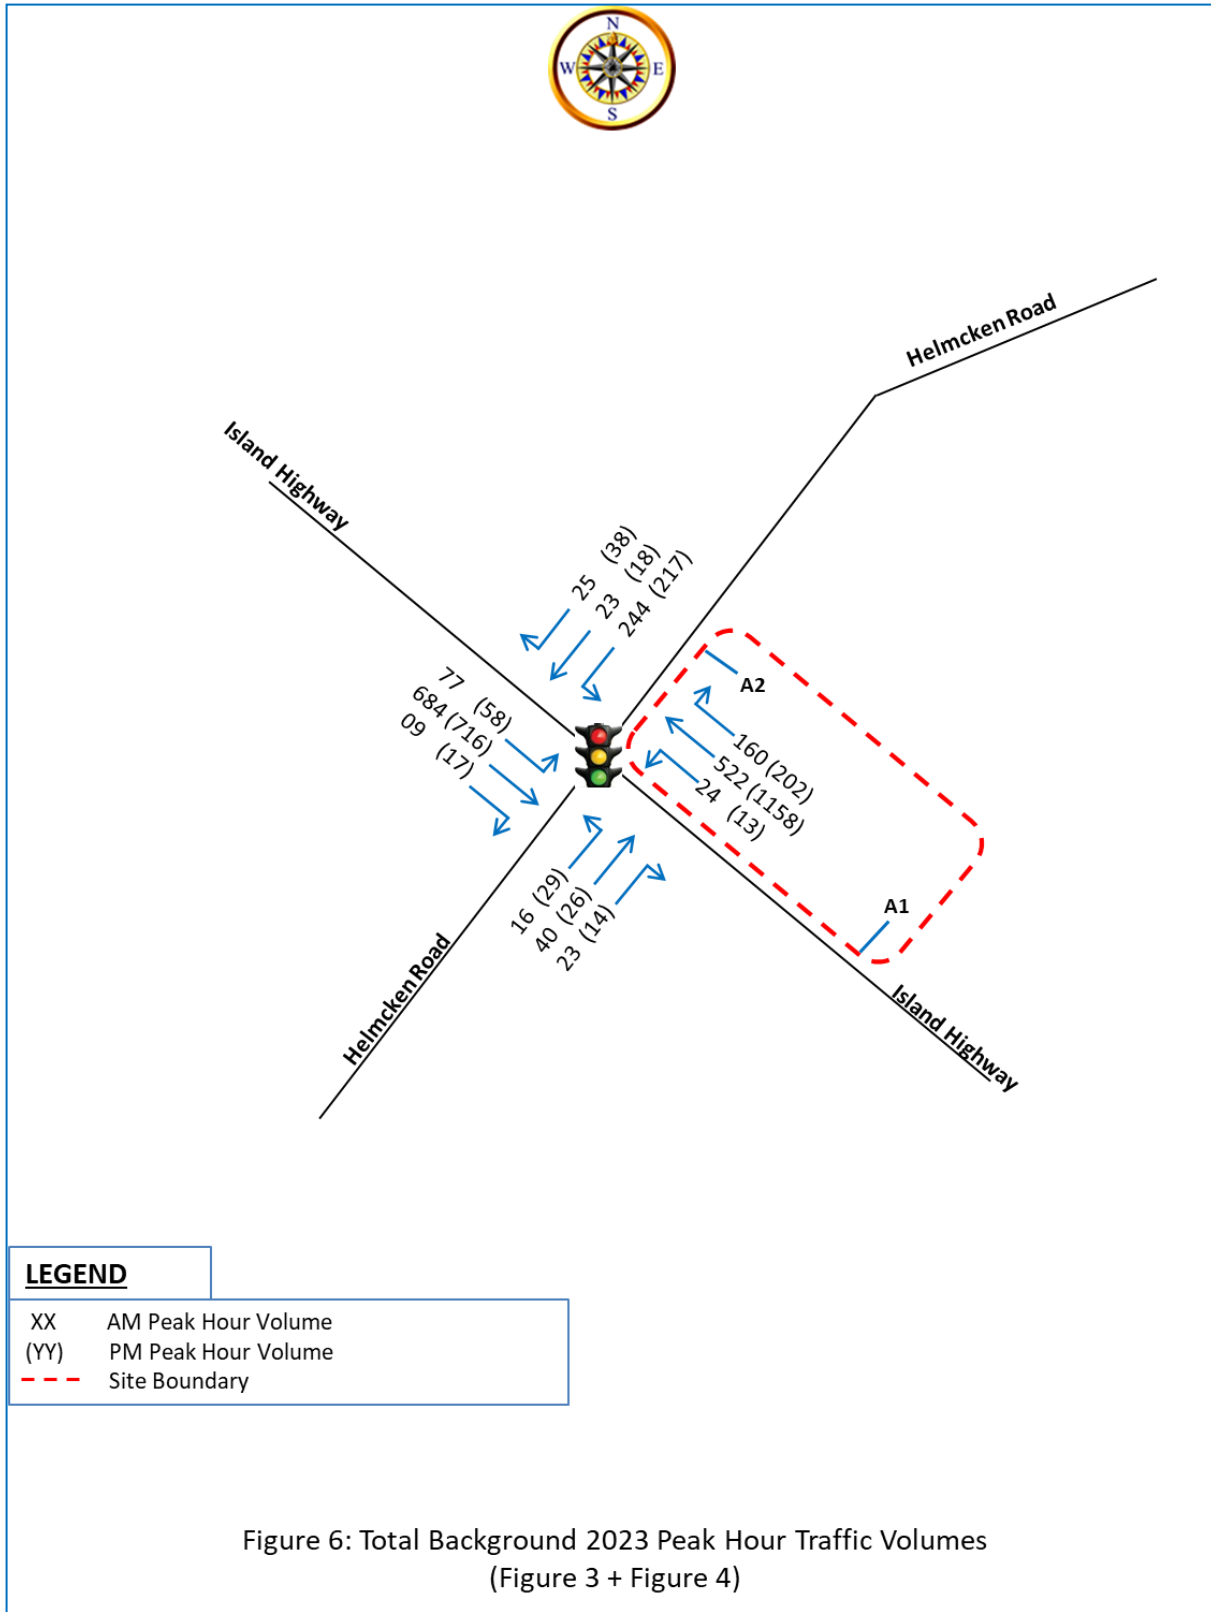 N
W E
S
Helmcken Road
Island Highway
25 (38)
23 (18)
244 (217)
77 (58)
684 (716)
09 (17)
A2
160 (202)
522 (1158)
24 (13)
16 (29)
40 (26)
23 (14)
A1
Helmcken Road
Island Highway
LEGEND
XX AM Peak Hour Volume
(YY) PM Peak Hour Volume
Site Boundary
Figure 6: Total Background 2023 Peak Hour Traffic Volumes
(Figure 3 + Figure 4)